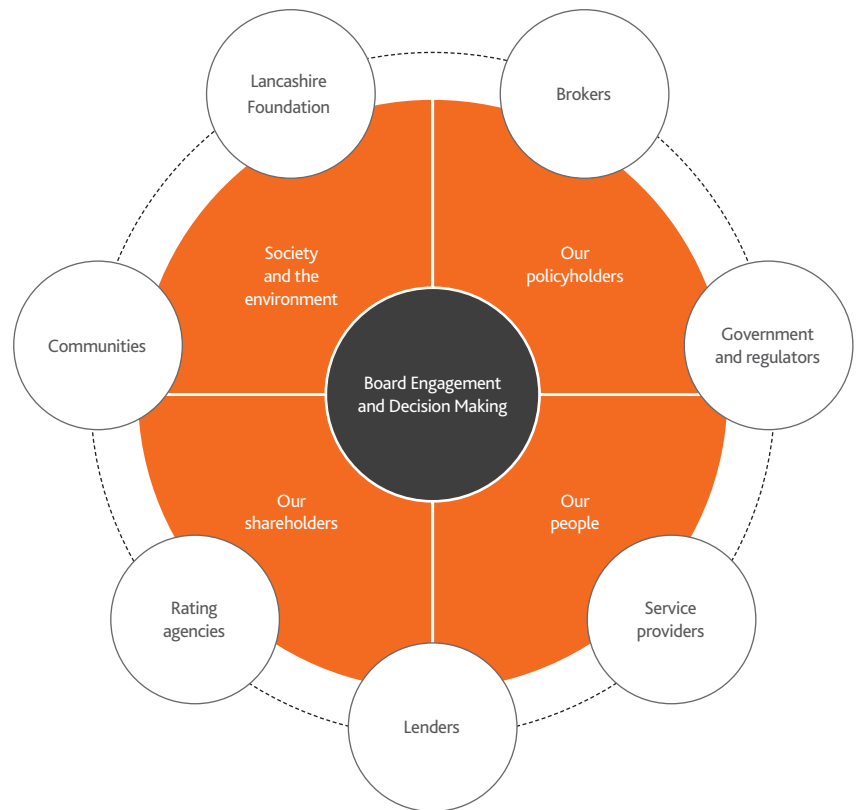 Lancashire
Foundation
Brokers
Society
and the
environment
Our
policyholders
Communities
Government
and regulators
Board Engagement
and Decision Making
Our
shareholders
Our
people
Rating
agencies
Service
providers
Lenders